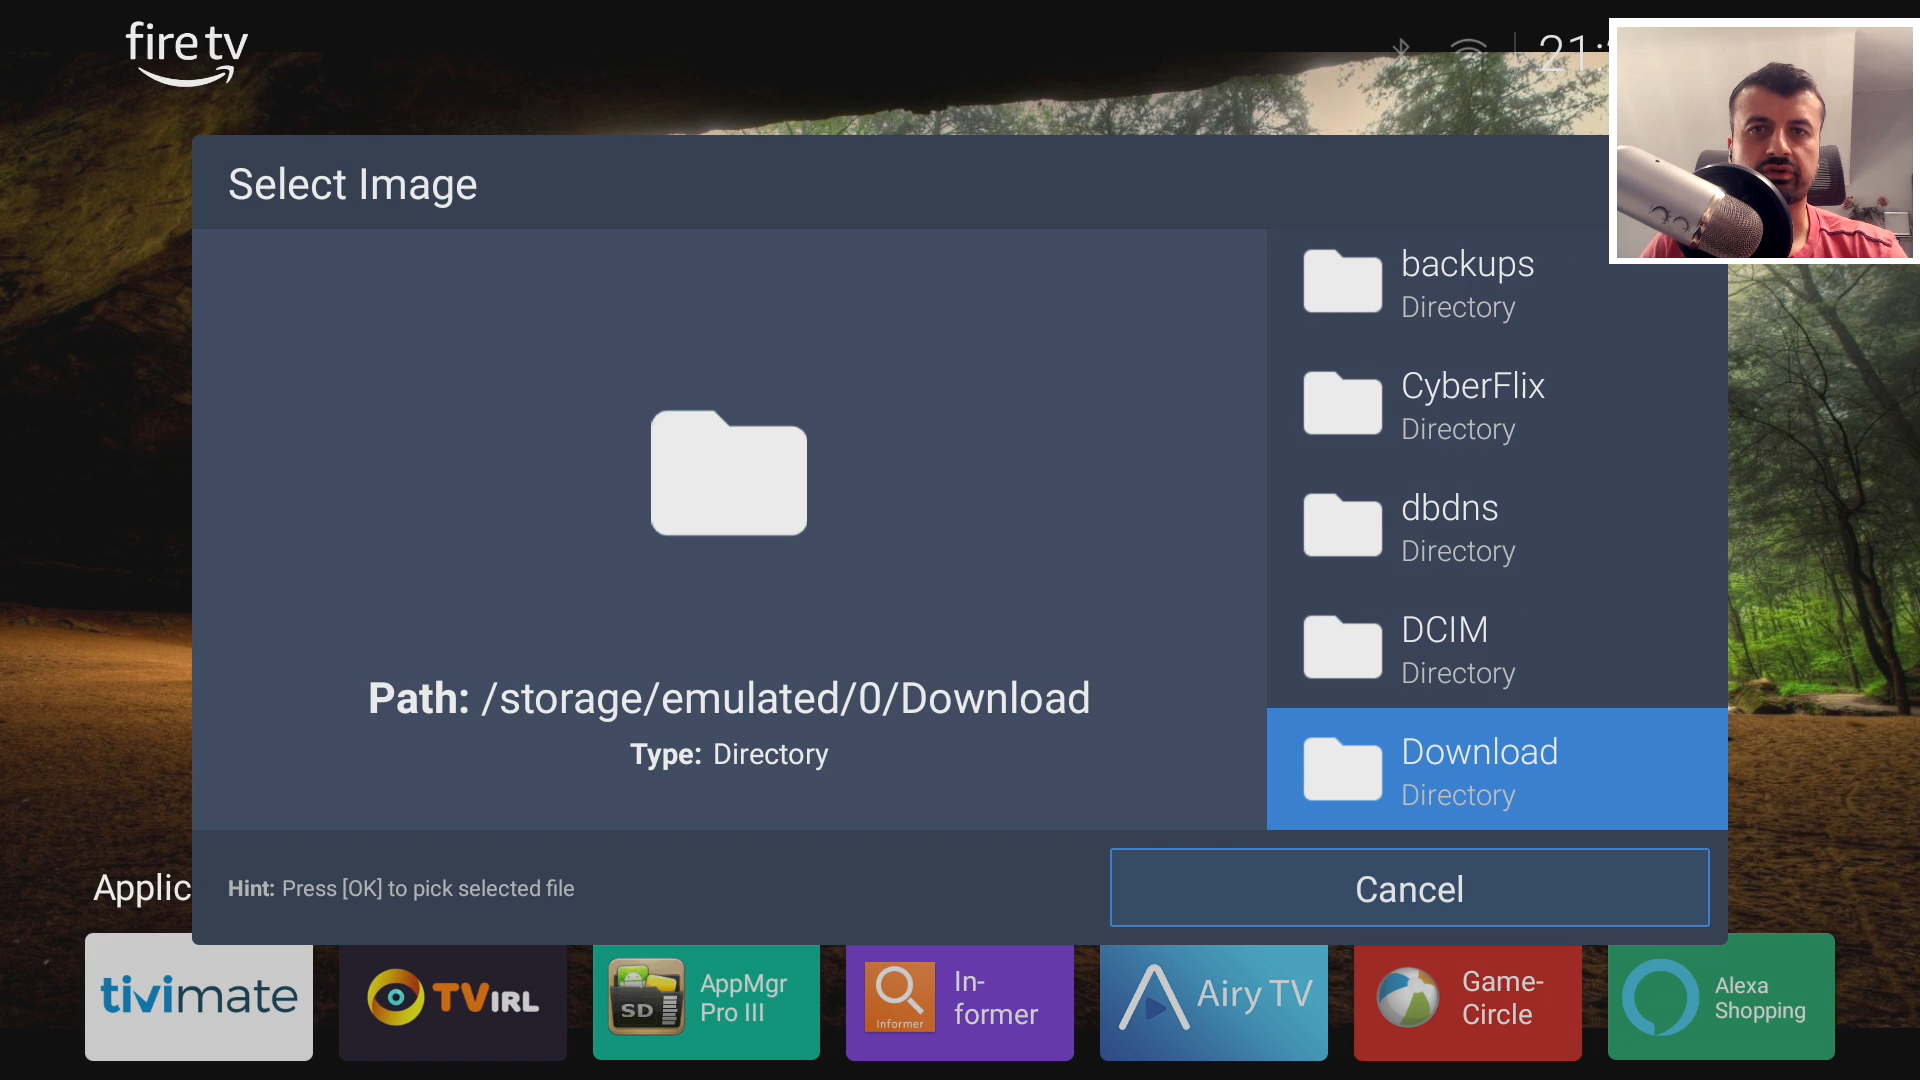 fire tv
21:
Select Image
backups
Directory
CyberFlix
Directory
dbdns
Directory
DCIM
Directory
Download
Directory
Path: /storage/emulated/0/Download
Type: Directory
Hint: Press [OK] to pick selected file
Cancel
Applic
tivimate
TVIRL
SD
AppMgr
Pro III
Informer
In-
former
Airy TV
Game-
Circle
Alexa
Shopping